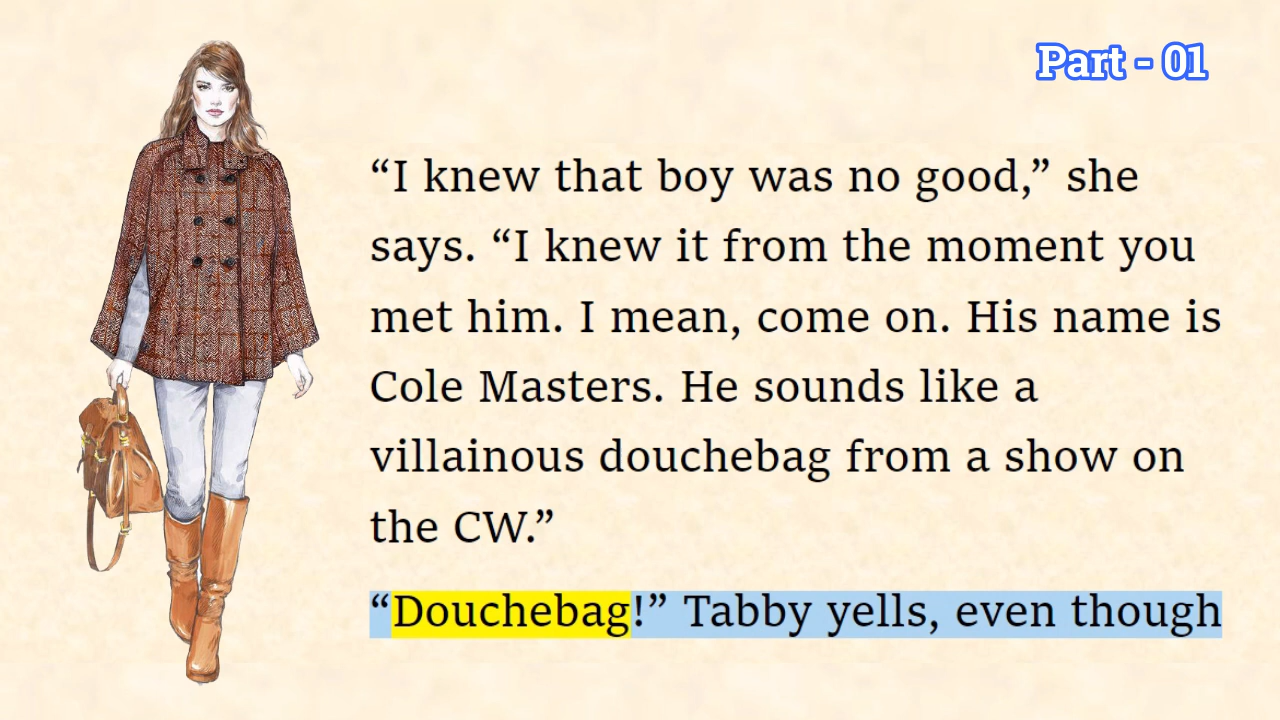 Part - 01
“I knew that boy was no good,” she
says. “I knew it from the moment you
met him. I mean, come on. His name is
Cole Masters. He sounds like a
villainous douchebag from a show on
the CW.”
“Douchebag!” Tabby yells, even though